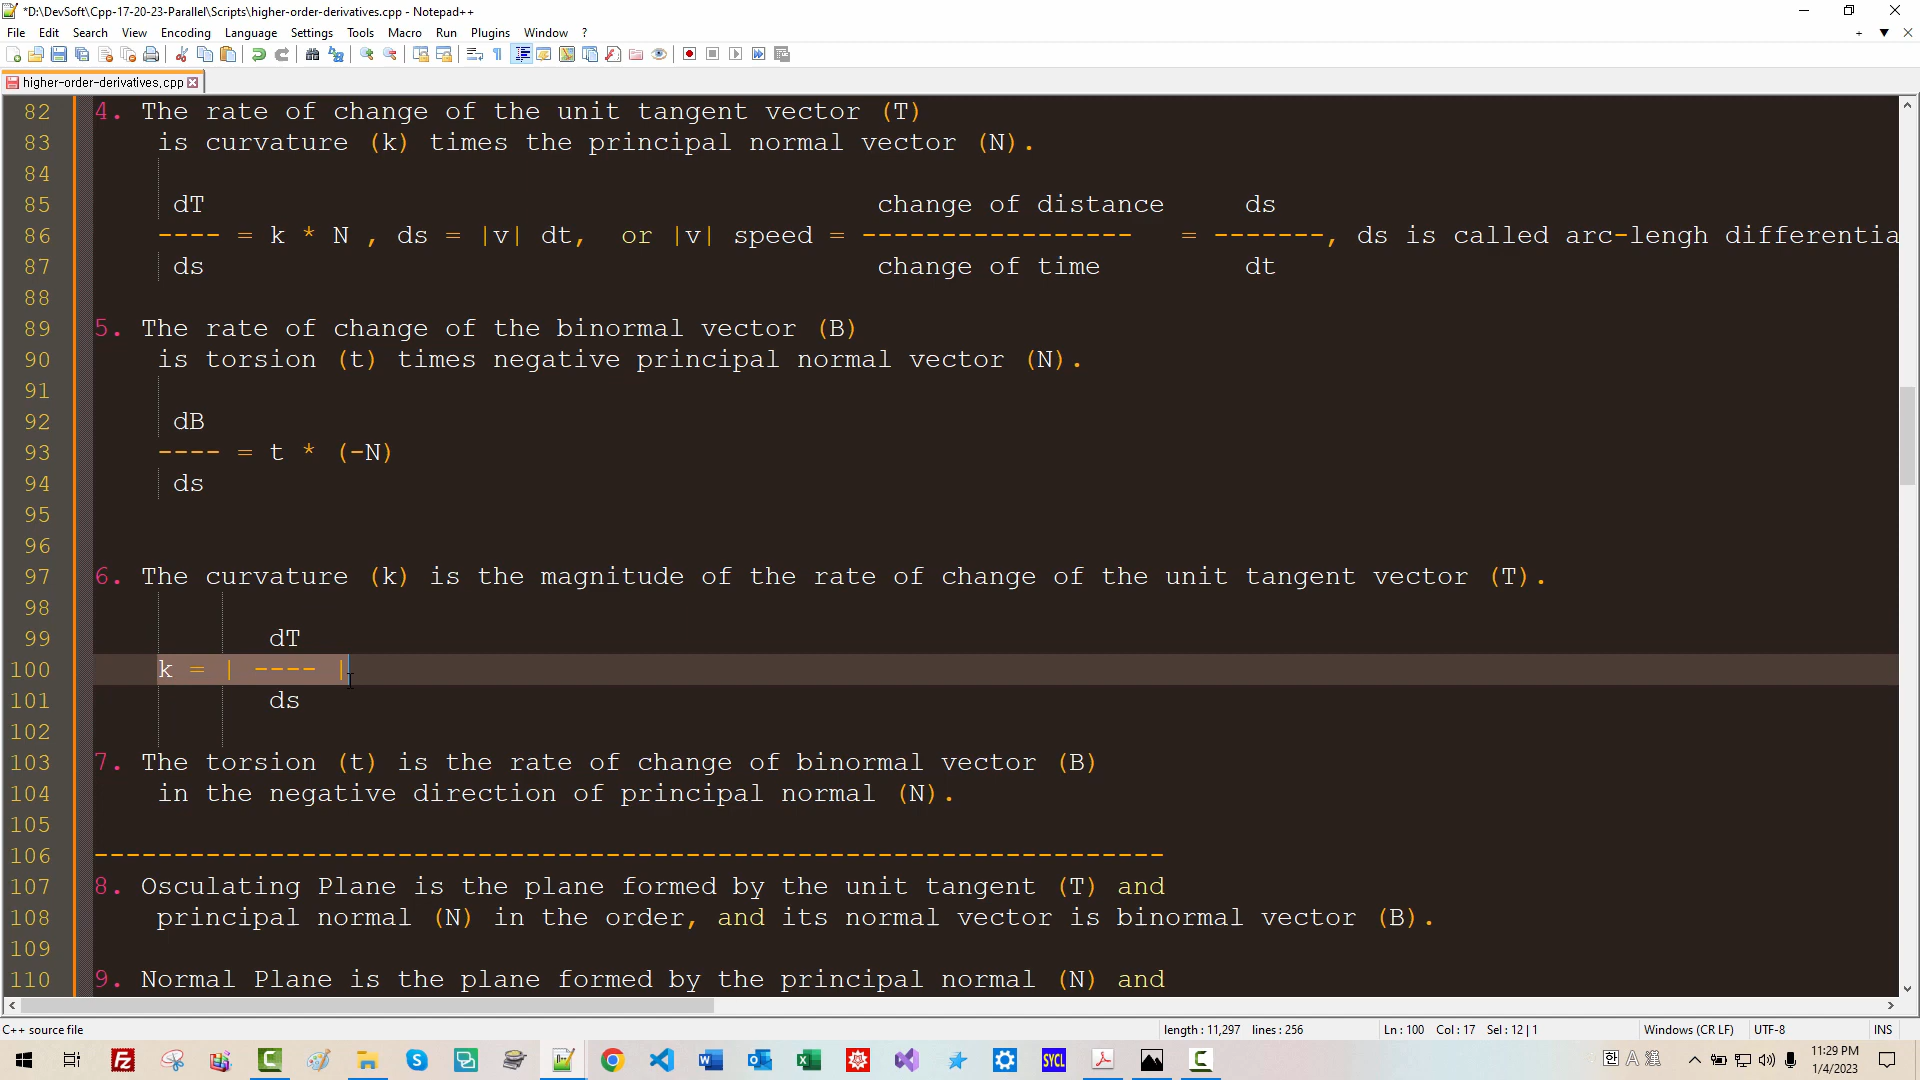 *D:\DevSoft\Cpp-17-20-23-Parallel\Scripts\higher-order-derivatives.cpp - Notepad++
File Edit Search View Encoding Language Settings Tools Macro Run Plugins Window ?
higher-order-derivatives.cpp
82 4. The rate of change of the unit tangent vector (T)
83 is curvature (k) times the principal normal vector (N).
84
85 dT change of distance ds
86 ---- = k * N , ds = |v| dt, or |v| speed = ----------------- = -------, ds is called arc-lengh differentia
87 ds change of time dt
88
89 5. The rate of change of the binormal vector (B)
90 is torsion (t) times negative principal normal vector (N).
91
92 dB
93 ---- = t * (-N)
94 ds
95
96
97 6. The curvature (k) is the magnitude of the rate of change of the unit tangent vector (T).
98
99 dT
100 k = | ---- |
101 ds
102
103 7. The torsion (t) is the rate of change of binormal vector (B)
104 in the negative direction of principal normal (N).
105
106 -------------------------------------------------------------------
107 8. Osculating Plane is the plane formed by the unit tangent (T) and
108 principal normal (N) in the order, and its normal vector is binormal vector (B).
109
110 9. Normal Plane is the plane formed by the principal normal (N) and
C++ source file length : 11,297 lines : 256 Ln : 100 Col : 17 Sel : 12 | 1 Windows (CR LF) UTF-8 INS
SYCL 한 A 漢 11:29 PM
1/4/2023